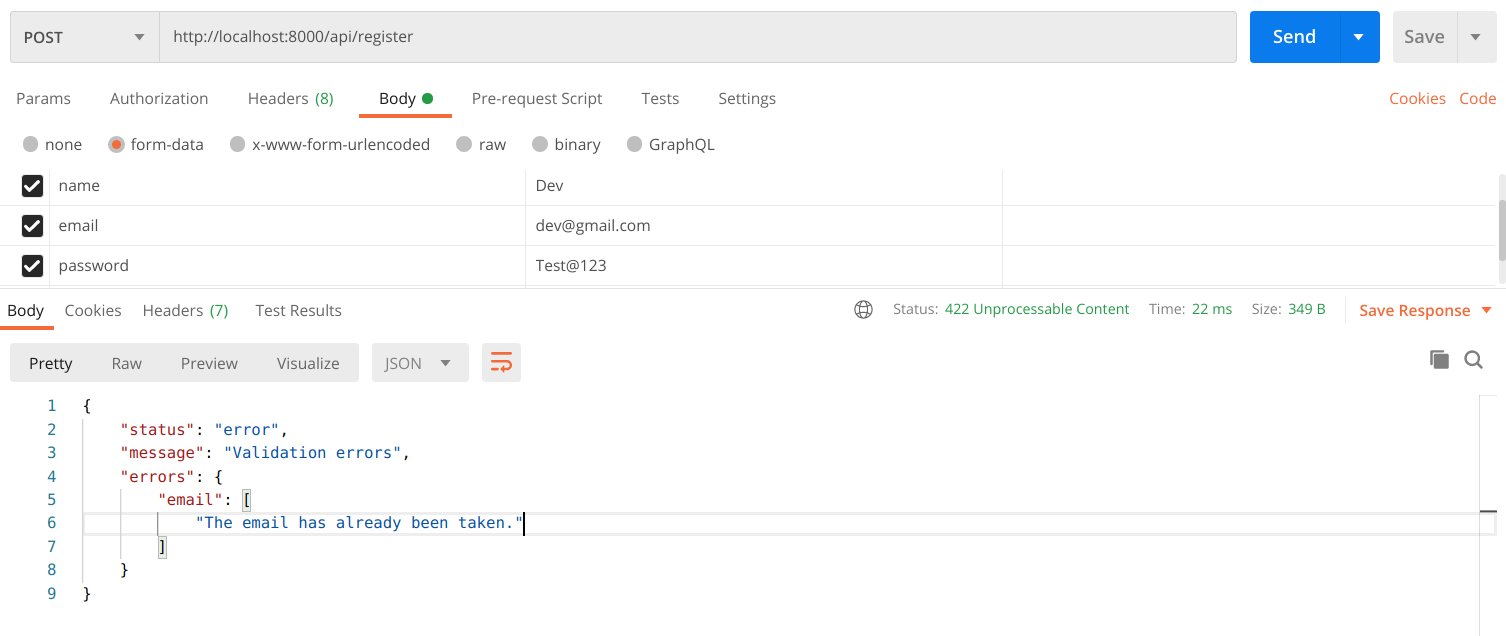 POST http://localhost:8000/api/register Send Save
Params Authorization Headers (8) Body Pre-request Script Tests Settings Cookies Code
none form-data x-www-form-urlencoded raw binary GraphQL
name Dev
email dev@gmail.com
password Test@123
Body Cookies Headers (7) Test Results Status: 422 Unprocessable Content Time: 22 ms Size: 349 B Save Response
Pretty Raw Preview Visualize JSON
1 {
2 "status": "error",
3 "message": "Validation errors",
4 "errors": {
5 "email": [
6 "The email has already been taken."
7 ]
8 }
9 }